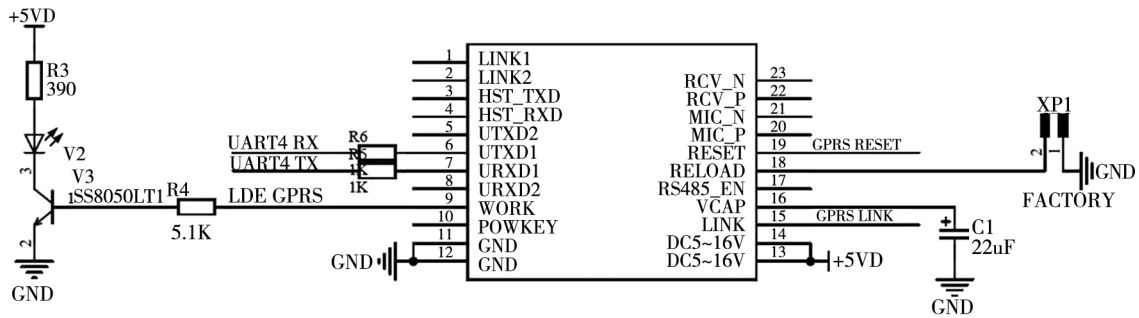 +5VD
R3
390
V2
3
V3
1
SS8050LT1
R4
5.1K
2
GND
LDE GPRS
UART4 RX
UART4 TX
R6
R5
1K
1K
GND
1 LINK1
2 LINK2
3 HST_TXD
4 HST_RXD
5 UTXD2
6 UTXD1
7 URXD1
8 URXD2
9 WORK
10 POWKEY
11 GND
12 GND
RCV_N 23
RCV_P 22
MIC_N 21
MIC_P 20
RESET 19 GPRS RESET
RELOAD 18
RS485_EN 17
VCAP 16
LINK 15 GPRS LINK
DC5~16V 14
DC5~16V 13
+5VD
XP1
2
1
GND
FACTORY
+
C1
22uF
GND